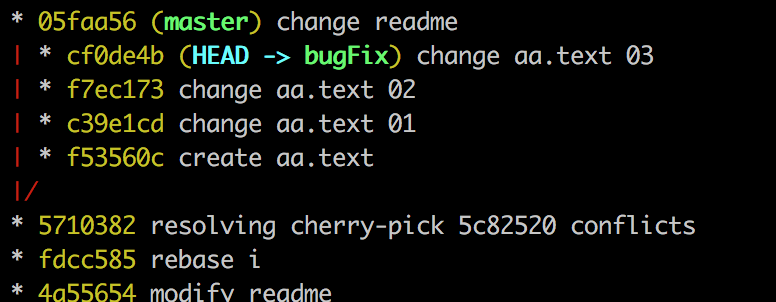 * 05faa56 (master) change readme
| * cf0de4b (HEAD -> bugFix) change aa.text 03
| * f7ec173 change aa.text 02
| * c39e1cd change aa.text 01
| * f53560c create aa.text
|/
* 5710382 resolving cherry-pick 5c82520 conflicts
* fdcc585 rebase i
* 4a55654 modify readme